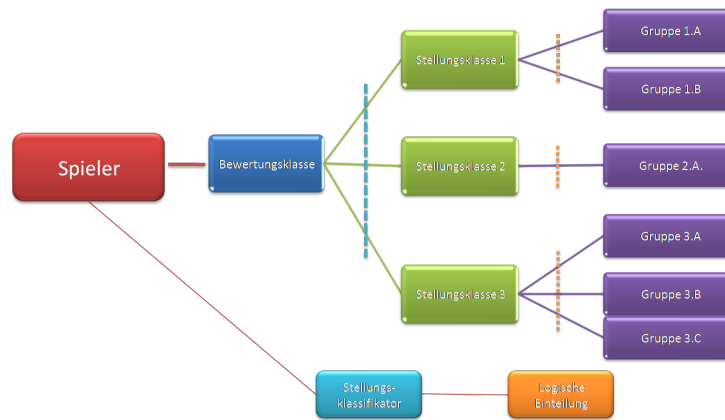 Spieler
Bewertungsklasse
Stellungsklasse 1
Stellungsklasse 2
Stellungsklasse 3
Gruppe 1.A
Gruppe 1.B
Gruppe 2.A.
Gruppe 3.A
Gruppe 3.B
Gruppe 3.C
Stellungs-
klassifikator
Logische
Einteilung